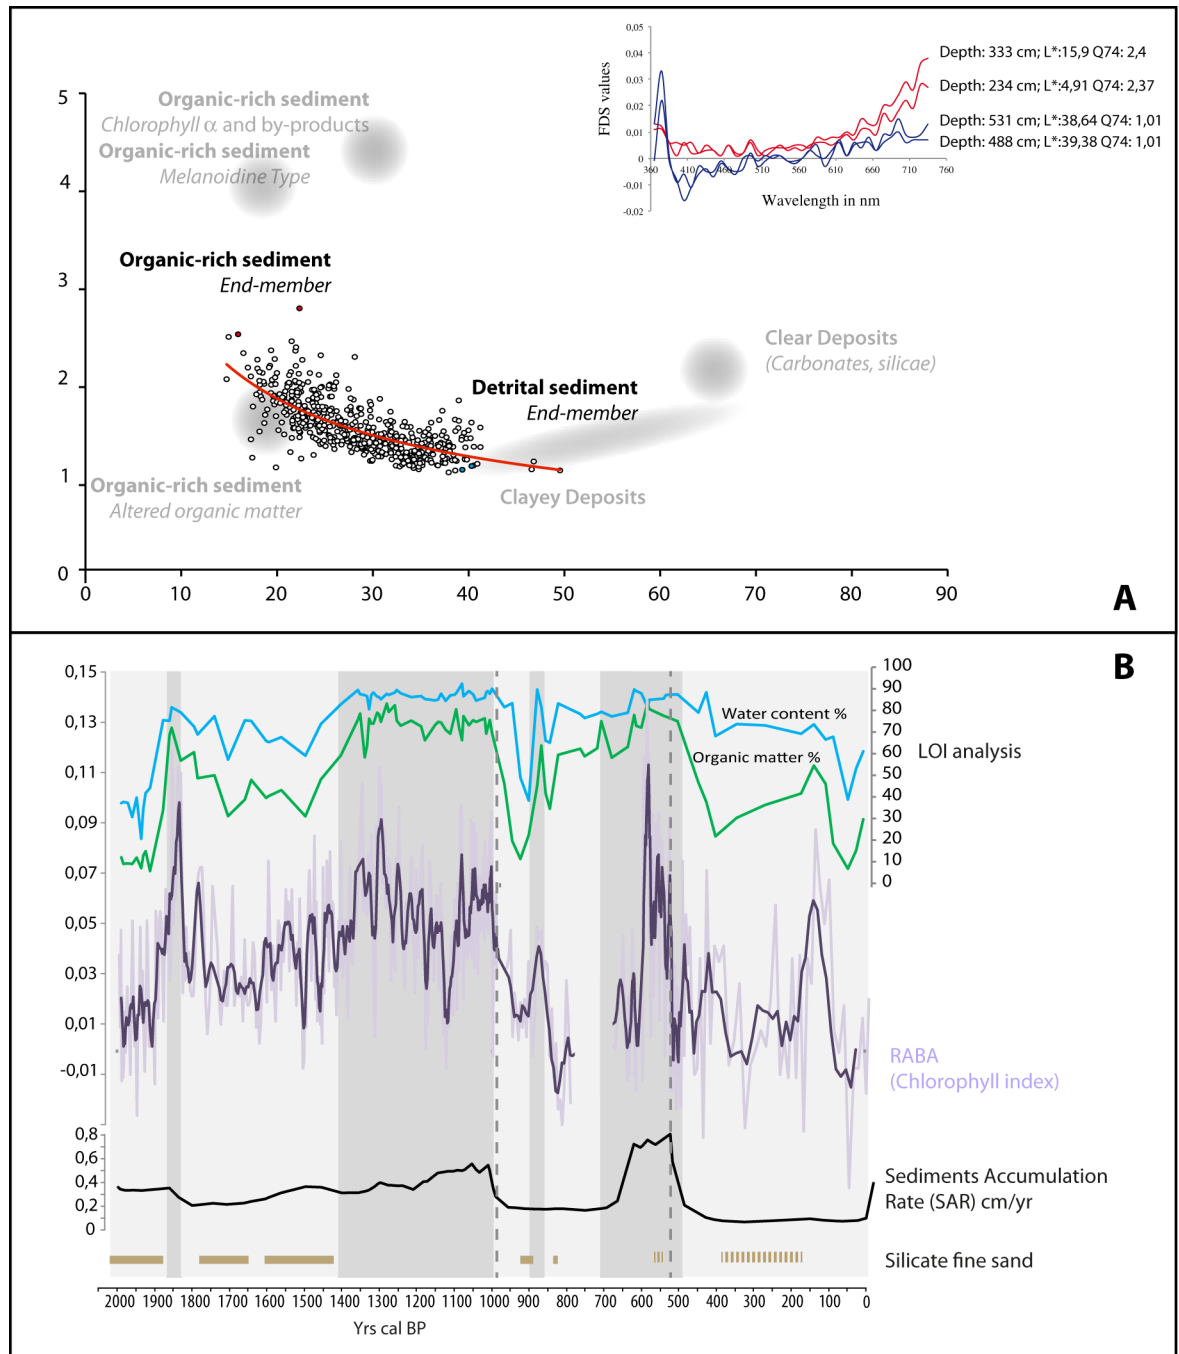 0,05
0,04
0,03
0,02
0,01
0
-0,01
-0,02
FDS values
360
410
460
510
560
610
660
710
760
Wavelength in nm
Depth: 333 cm; L*:15,9 Q74: 2,4
Depth: 234 cm; L*:4,91 Q74: 2,37
Depth: 531 cm; L*:38,64 Q74: 1,01
Depth: 488 cm; L*:39,38 Q74: 1,01
5
4
3
2
1
0
Organic-rich sediment
Chlorophyll α and by-products
Organic-rich sediment
Melanoidine Type
Organic-rich sediment
End-member
Clear Deposits
(Carbonates, silicae)
Detrital sediment
End-member
Organic-rich sediment
Altered organic matter
Clayey Deposits
0
10
20
30
40
50
60
70
80
90
A
B
0,15
0,13
0,11
0,09
0,07
0,05
0,03
0,01
-0,01
100
90
80
70
60
50
40
30
20
10
0
Water content %
Organic matter %
LOI analysis
RABA
(Chlorophyll index)
0,8
0,6
0,4
0,2
0
Sediments Accumulation
Rate (SAR) cm/yr
Silicate fine sand
2000 1900 1800 1700 1600 1500 1400 1300 1200 1100 1000 900 800 700 600 500 400 300 200 100 0
Yrs cal BP